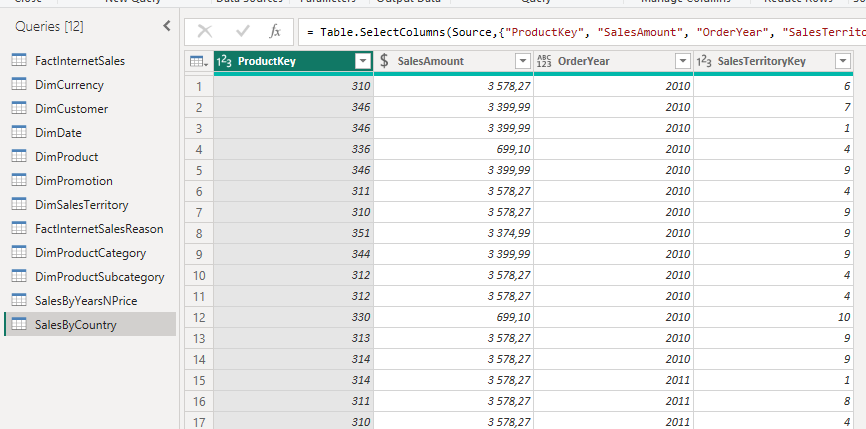 Close New Query Data Sources Parameters Output Data Query Manage Columns Reduce Rows
Queries [12]
= Table.SelectColumns(Source,{"ProductKey", "SalesAmount", "OrderYear", "SalesTerrito
FactInternetSales
DimCurrency
DimCustomer
DimDate
DimProduct
DimPromotion
DimSalesTerritory
FactInternetSalesReason
DimProductCategory
DimProductSubcategory
SalesByYearsNPrice
SalesByCountry
1 2 3 ProductKey $ SalesAmount ABC 123 OrderYear 1 2 3 SalesTerritoryKey
1 310 3 578,27 2010 6
2 346 3 399,99 2010 7
3 346 3 399,99 2010 1
4 336 699,10 2010 4
5 346 3 399,99 2010 9
6 311 3 578,27 2010 4
7 310 3 578,27 2010 9
8 351 3 374,99 2010 9
9 344 3 399,99 2010 9
10 312 3 578,27 2010 4
11 312 3 578,27 2010 4
12 330 699,10 2010 10
13 313 3 578,27 2010 9
14 314 3 578,27 2010 9
15 314 3 578,27 2011 1
16 311 3 578,27 2011 8
17 310 3 578,27 2011 4